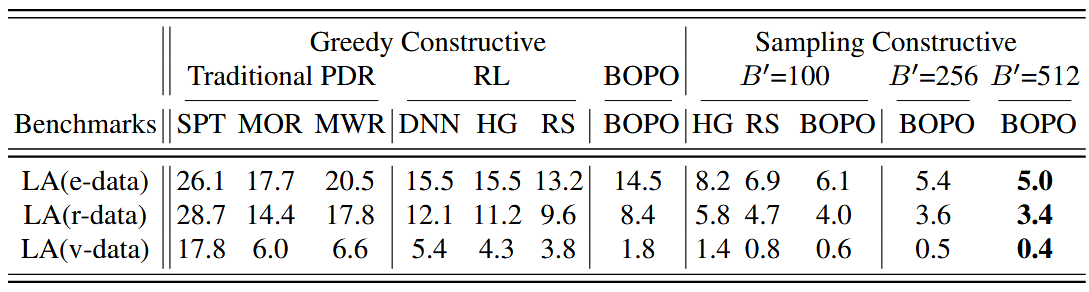 Greedy Constructive Sampling Constructive
Traditional PDR RL BOPO B′=100 B′=256 B′=512
Benchmarks SPT MOR MWR DNN HG RS BOPO HG RS BOPO BOPO BOPO
LA(e-data) 26.1 17.7 20.5 15.5 15.5 13.2 14.5 8.2 6.9 6.1 5.4 5.0
LA(r-data) 28.7 14.4 17.8 12.1 11.2 9.6 8.4 5.8 4.7 4.0 3.6 3.4
LA(v-data) 17.8 6.0 6.6 5.4 4.3 3.8 1.8 1.4 0.8 0.6 0.5 0.4